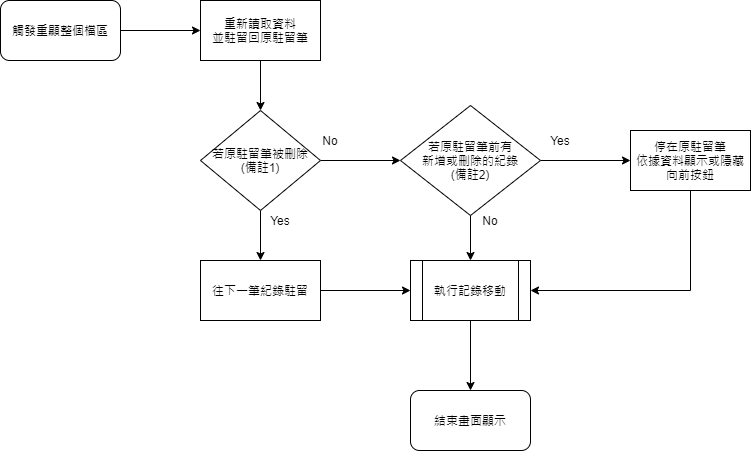 觸發重顯整個檔區
重新讀取資料
並駐留回原駐留筆
若原駐留筆被刪除
(備註1)
No
若原駐留筆前有
新增或刪除的紀錄
(備註2)
Yes
停在原駐留筆
依據資料顯示或隱藏
向前按鈕
Yes
No
往下一筆紀錄駐留
執行記錄移動
結束畫面顯示